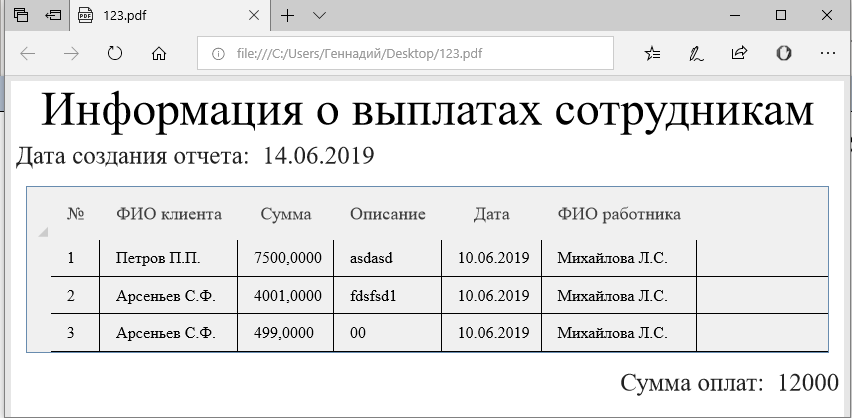 123.pdf
file:///C:/Users/Геннадий/Desktop/123.pdf
Информация о выплатах сотрудникам
Дата создания отчета: 14.06.2019
№ ФИО клиента Сумма Описание Дата ФИО работника
1 Петров П.П. 7500,0000 asdasd 10.06.2019 Михайлова Л.С.
2 Арсеньев С.Ф. 4001,0000 fdsfsd1 10.06.2019 Михайлова Л.С.
3 Арсеньев С.Ф. 499,0000 00 10.06.2019 Михайлова Л.С.
Сумма оплат: 12000